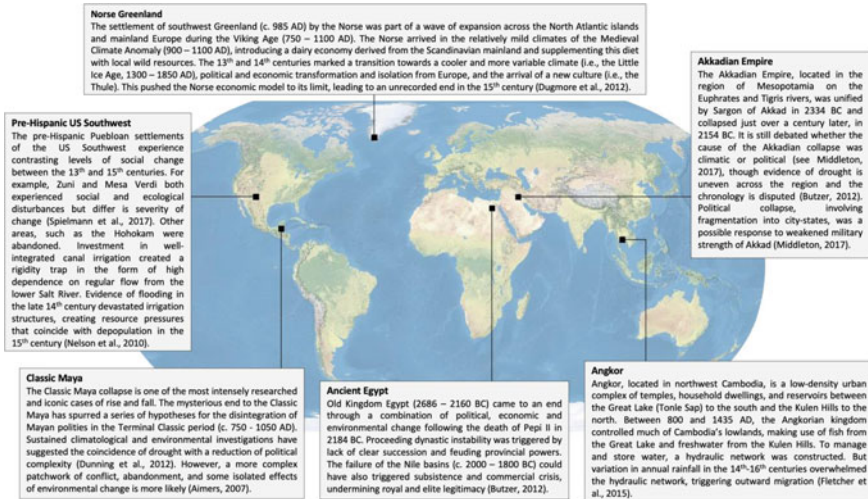 Norse Greenland
The settlement of southwest Greenland (c. 985 AD) by the Norse was part of a wave of expansion across the North Atlantic islands
and mainland Europe during the Viking Age (750 – 1100 AD). The Norse arrived in the relatively mild climates of the Medieval
Climate Anomaly (900 – 1100 AD), introducing a dairy economy derived from the Scandinavian mainland and supplementing this diet
with local wild resources. The 13th and 14th centuries marked a transition towards a cooler and more variable climate (i.e., the Little
Ice Age, 1300 – 1850 AD), political and economic transformation and isolation from Europe, and the arrival of a new culture (i.e., the
Thule). This pushed the Norse economic model to its limit, leading to an unrecorded end in the 15th century (Dugmore et al., 2012).
Akkadian Empire
The Akkadian Empire, located in the
region of Mesopotamia on the
Euphrates and Tigris rivers, was unified
by Sargon of Akkad in 2334 BC and
collapsed just over a century later, in
2154 BC. It is still debated whether the
cause of the Akkadian collapse was
climatic or political (see Middleton,
2017), though evidence of drought is
uneven across the region and the
chronology is disputed (Butzer, 2012).
Political collapse, involving
fragmentation into city-states, was a
possible response to weakened military
strength of Akkad (Middleton, 2017).
Pre-Hispanic US Southwest
The pre-Hispanic Puebloan settlements
of the US Southwest experience
contrasting levels of social change
between the 13th and 15th centuries. For
example, Zuni and Mesa Verdi both
experienced social and ecological
disturbances but differ is severity of
change (Spielmann et al., 2017). Other
areas, such as the Hohokam were
abandoned. Investment in well-
integrated canal irrigation created a
rigidity trap in the form of high
dependence on regular flow from the
lower Salt River. Evidence of flooding in
the late 14th century devastated irrigation
structures, creating resource pressures
that coincide with depopulation in the
15th century (Nelson et al., 2010).
Classic Maya
The Classic Maya collapse is one of the most intensely researched
and iconic cases of rise and fall. The mysterious end to the Classic
Maya has spurred a series of hypotheses for the disintegration of
Mayan polities in the Terminal Classic period (c. 750 - 1050 AD).
Sustained climatological and environmental investigations have
suggested the coincidence of drought with a reduction of political
complexity (Dunning et al., 2012). However, a more complex
patchwork of conflict, abandonment, and some isolated effects
of environmental change is more likely (Aimers, 2007).
Ancient Egypt
Old Kingdom Egypt (2686 – 2160 BC) came to an end
through a combination of political, economic and
environmental change following the death of Pepi II in
2184 BC. Proceeding dynastic instability was triggered by
lack of clear succession and feuding provincial powers.
The failure of the Nile basins (c. 2000 – 1800 BC) could
have also triggered subsistence and commercial crisis,
undermining royal and elite legitimacy (Butzer, 2012).
Angkor
Angkor, located in northwest Cambodia, is a low-density urban
complex of temples, household dwellings, and reservoirs between
the Great Lake (Tonle Sap) to the south and the Kulen Hills to the
north. Between 800 and 1435 AD, the Angkorian kingdom
controlled much of Cambodia's lowlands, making use of fish from
the Great Lake and freshwater from the Kulen Hills. To manage
and store water, a hydraulic network was constructed. But
variation in annual rainfall in the 14th-16th centuries overwhelmed
the hydraulic network, triggering outward migration (Fletcher et
al., 2015).